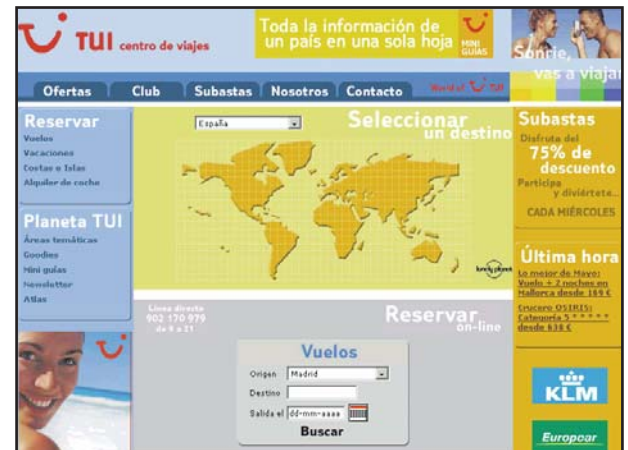 TUI centro de viajes
Toda la información de
un país en una sola hoja
MINI
GUÍAS
Sonríe,
vas a viajar
Ofertas
Club
Subastas
Nosotros
Contacto
World of TUI
Reservar
Vuelos
Vacaciones
Costas e Islas
Alquiler de coche
Planeta TUI
Áreas temáticas
Goodies
Mini guías
Newsletter
Atlas
España
Seleccionar
un destino
lonely planet
Línea directa
902 170 979
de 9 a 21
Reservar
on-line
Vuelos
Origen
Madrid
Destino
Salida el
dd-mm-aaaa
Buscar
Subastas
Disfruta del
75% de
descuento
Participa
y diviértete...
CADA MIÉRCOLES
Última hora
Lo mejor de Mayo:
Vuelo + 2 noches en
Mallorca desde 169 €
Crucero OSIRIS:
Categoría 5 * * * * *
desde 638 €
KLM
Europcar